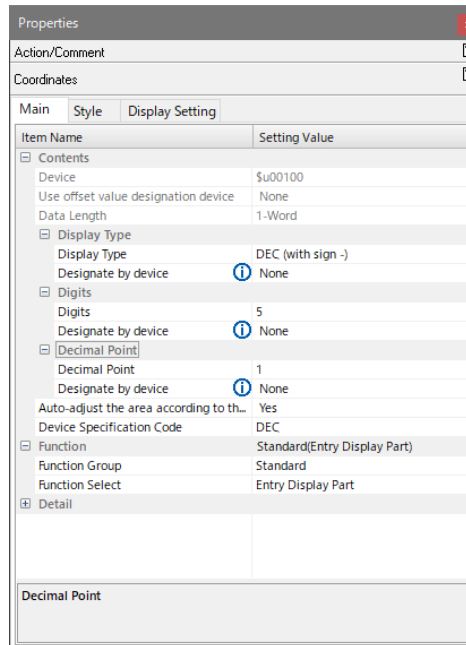 Properties
Action/Comment
Coordinates
Main Style Display Setting
Item Name Setting Value
Contents
Device $u00100
Use offset value designation device None
Data Length 1-Word
Display Type
Display Type DEC (with sign -)
Designate by device None
Digits
Digits 5
Designate by device None
Decimal Point
Decimal Point 1
Designate by device None
Auto-adjust the area according to th... Yes
Device Specification Code DEC
Function Standard(Entry Display Part)
Function Group Standard
Function Select Entry Display Part
Detail
Decimal Point